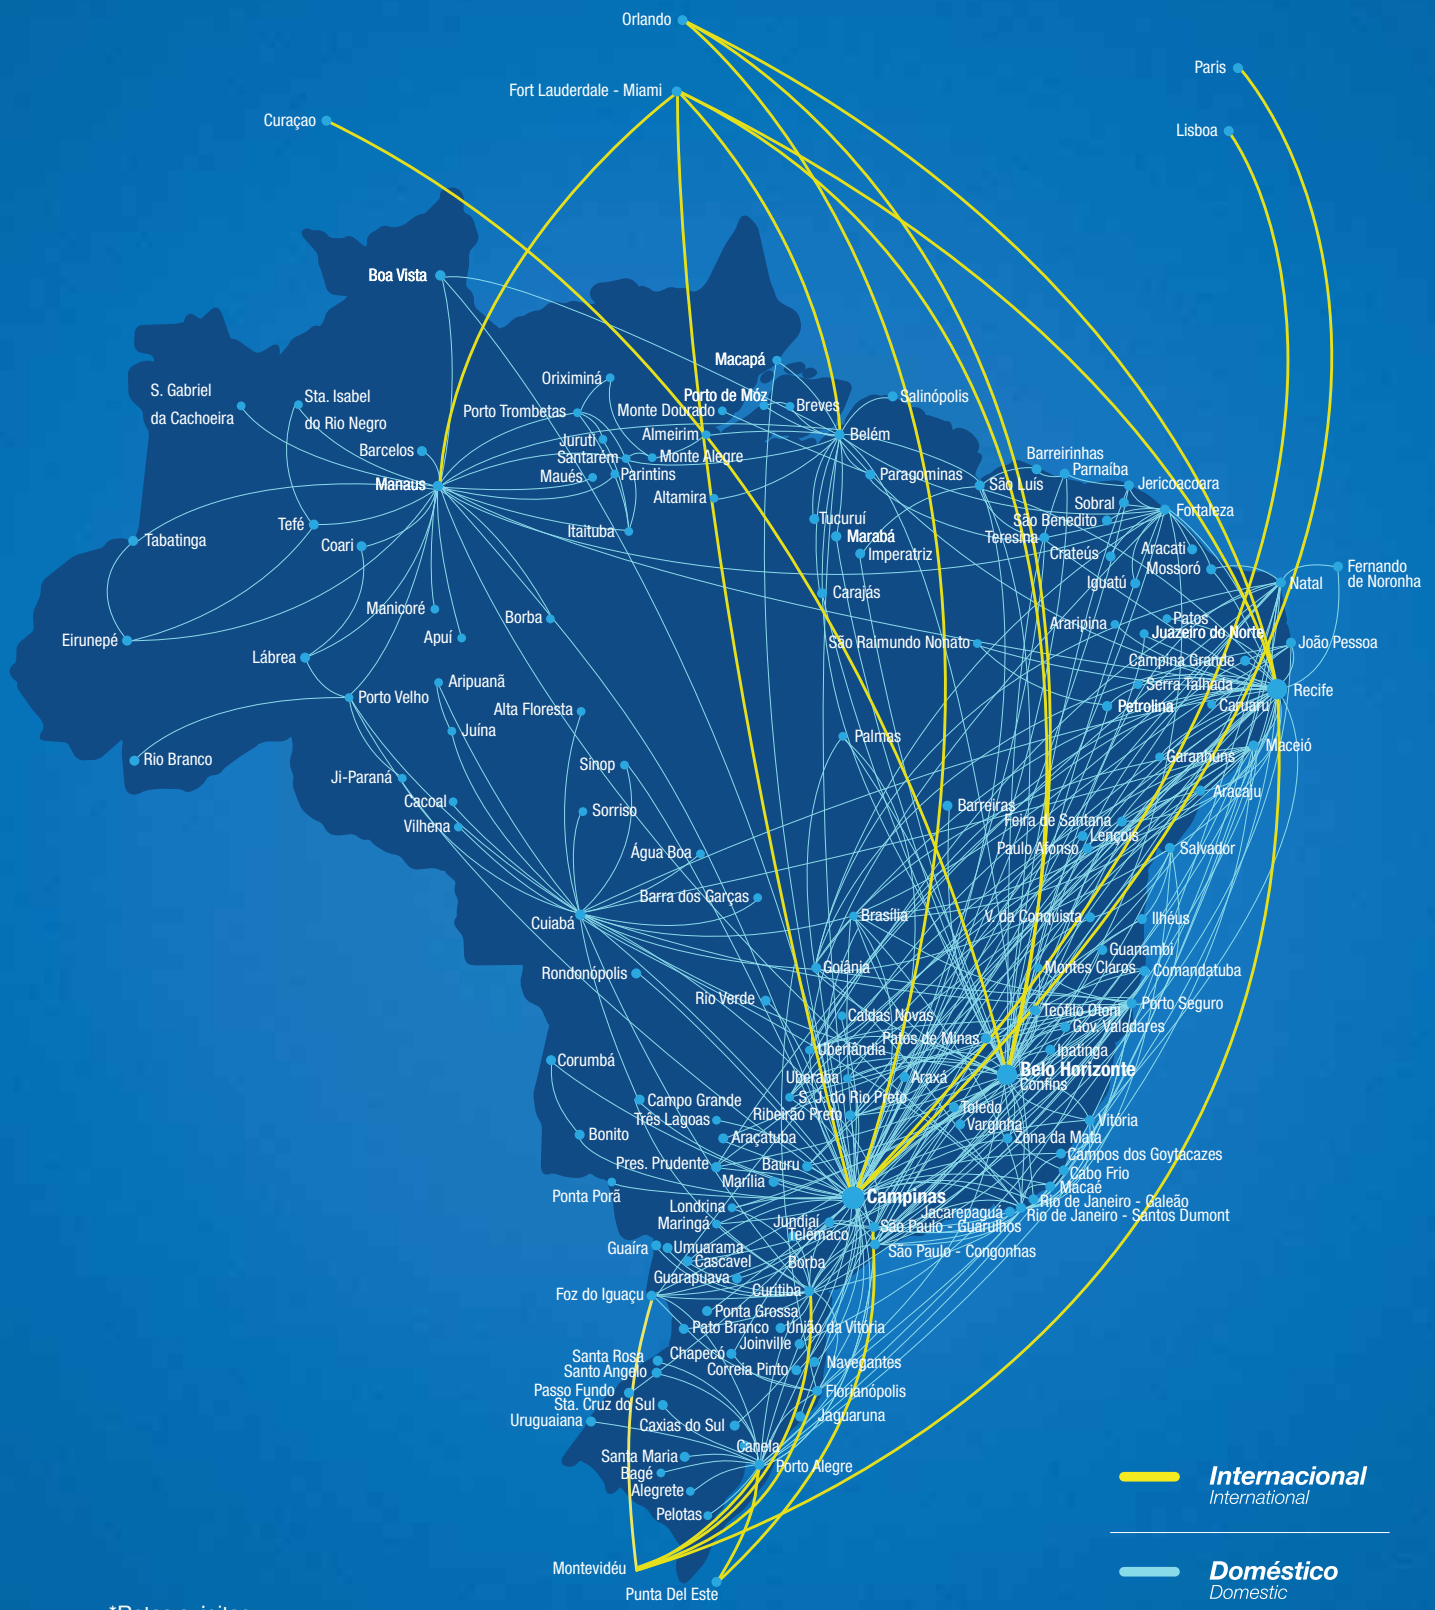 Orlando
Paris
Fort Lauderdale - Miami
Curaçao
Lisboa
Boa Vista
Macapá
Oriximiná
S. Gabriel
da Cachoeira
Sta. Isabel
do Rio Negro
Porto de Móz
Salinópolis
Porto Trombetas
Monte Dourado
Breves
Juruti
Almeirim
Belém
Barcelos
Santarém
Monte Alegre
Barreirinhas
Maués
Parintins
Paragominas
Parnaíba
Manaus
São Luís
Jericoacoara
Altamira
Sobral
Fortaleza
Tefé
Itaituba
Tucuruí
São Benedito
Tabatinga
Coari
Marabá
Teresina
Imperatriz
Crateús
Aracati
Mossoró
Fernando
de Noronha
Carajás
Iguatú
Natal
Manicoré
Borba
Araripina
Patos
Eirunepé
Apuí
São Raimundo Nonato
Juazeiro do Norte
João Pessoa
Lábrea
Campina Grande
Aripuanã
Serra Talhada
Recife
Porto Velho
Alta Floresta
Petrolina
Caruaru
Juína
Palmas
Maceió
Rio Branco
Sinop
Garanhuns
Ji-Paraná
Aracaju
Cacoal
Sorriso
Barreiras
Vilhena
Feira de Santana
Lençóis
Água Boa
Paulo Afonso
Salvador
Barra dos Garças
Cuiabá
Brasília
V. da Conquista
Ilhéus
Guanambi
Rondonópolis
Goiânia
Montes Claros
Comandatuba
Rio Verde
Porto Seguro
Caldas Novas
Teófilo Otoni
Gov. Valadares
Patos de Minas
Uberlândia
Ipatinga
Corumbá
Belo Horizonte
Confins
Uberaba
Araxá
Campo Grande
S. J. do Rio Preto
Toledo
Três Lagoas
Ribeirão Preto
Varginha
Vitória
Bonito
Araçatuba
Zona da Mata
Campos dos Goytacazes
Pres. Prudente
Bauru
Cabo Frio
Marília
Macaé
Ponta Porã
Campinas
Rio de Janeiro - Galeão
Londrina
Jacarepaguá
Rio de Janeiro - Santos Dumont
Maringá
Jundiaí
São Paulo - Guarulhos
Telêmaco
Borba
Guaíra
Umuarama
São Paulo - Congonhas
Cascavel
Guarapuava
Curitiba
Foz do Iguaçu
Ponta Grossa
Pato Branco
União da Vitória
Joinville
Santa Rosa
Chapecó
Navegantes
Santo Angelo
Correia Pinto
Passo Fundo
Florianópolis
Sta. Cruz do Sul
Uruguaiana
Caxias do Sul
Jaguaruna
Canela
Santa Maria
Porto Alegre
Bagé
Alegrete
Pelotas
Montevidéu
Punta Del Este
Internacional
International
Doméstico
Domestic